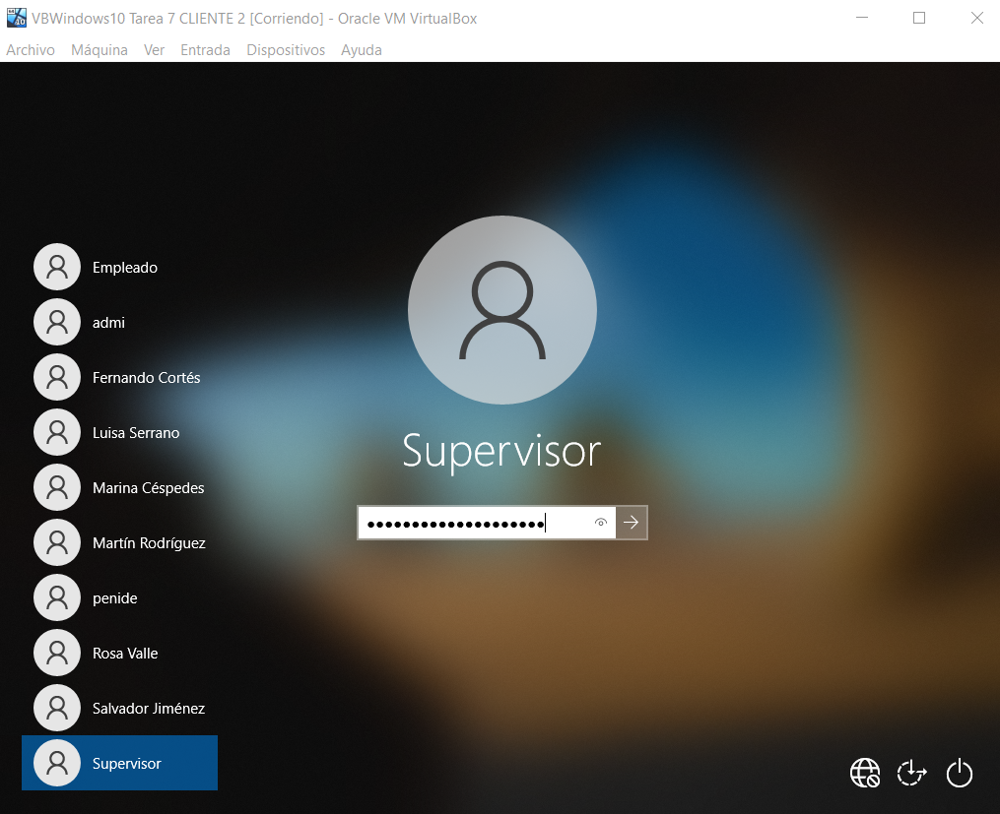 VBWindows10 Tarea 7 CLIENTE 2 [Corriendo] - Oracle VM VirtualBox
Archivo Máquina Ver Entrada Dispositivos Ayuda
Empleado
admi
Fernando Cortés
Luisa Serrano
Marina Céspedes
Martín Rodríguez
penide
Rosa Valle
Salvador Jiménez
Supervisor
Supervisor